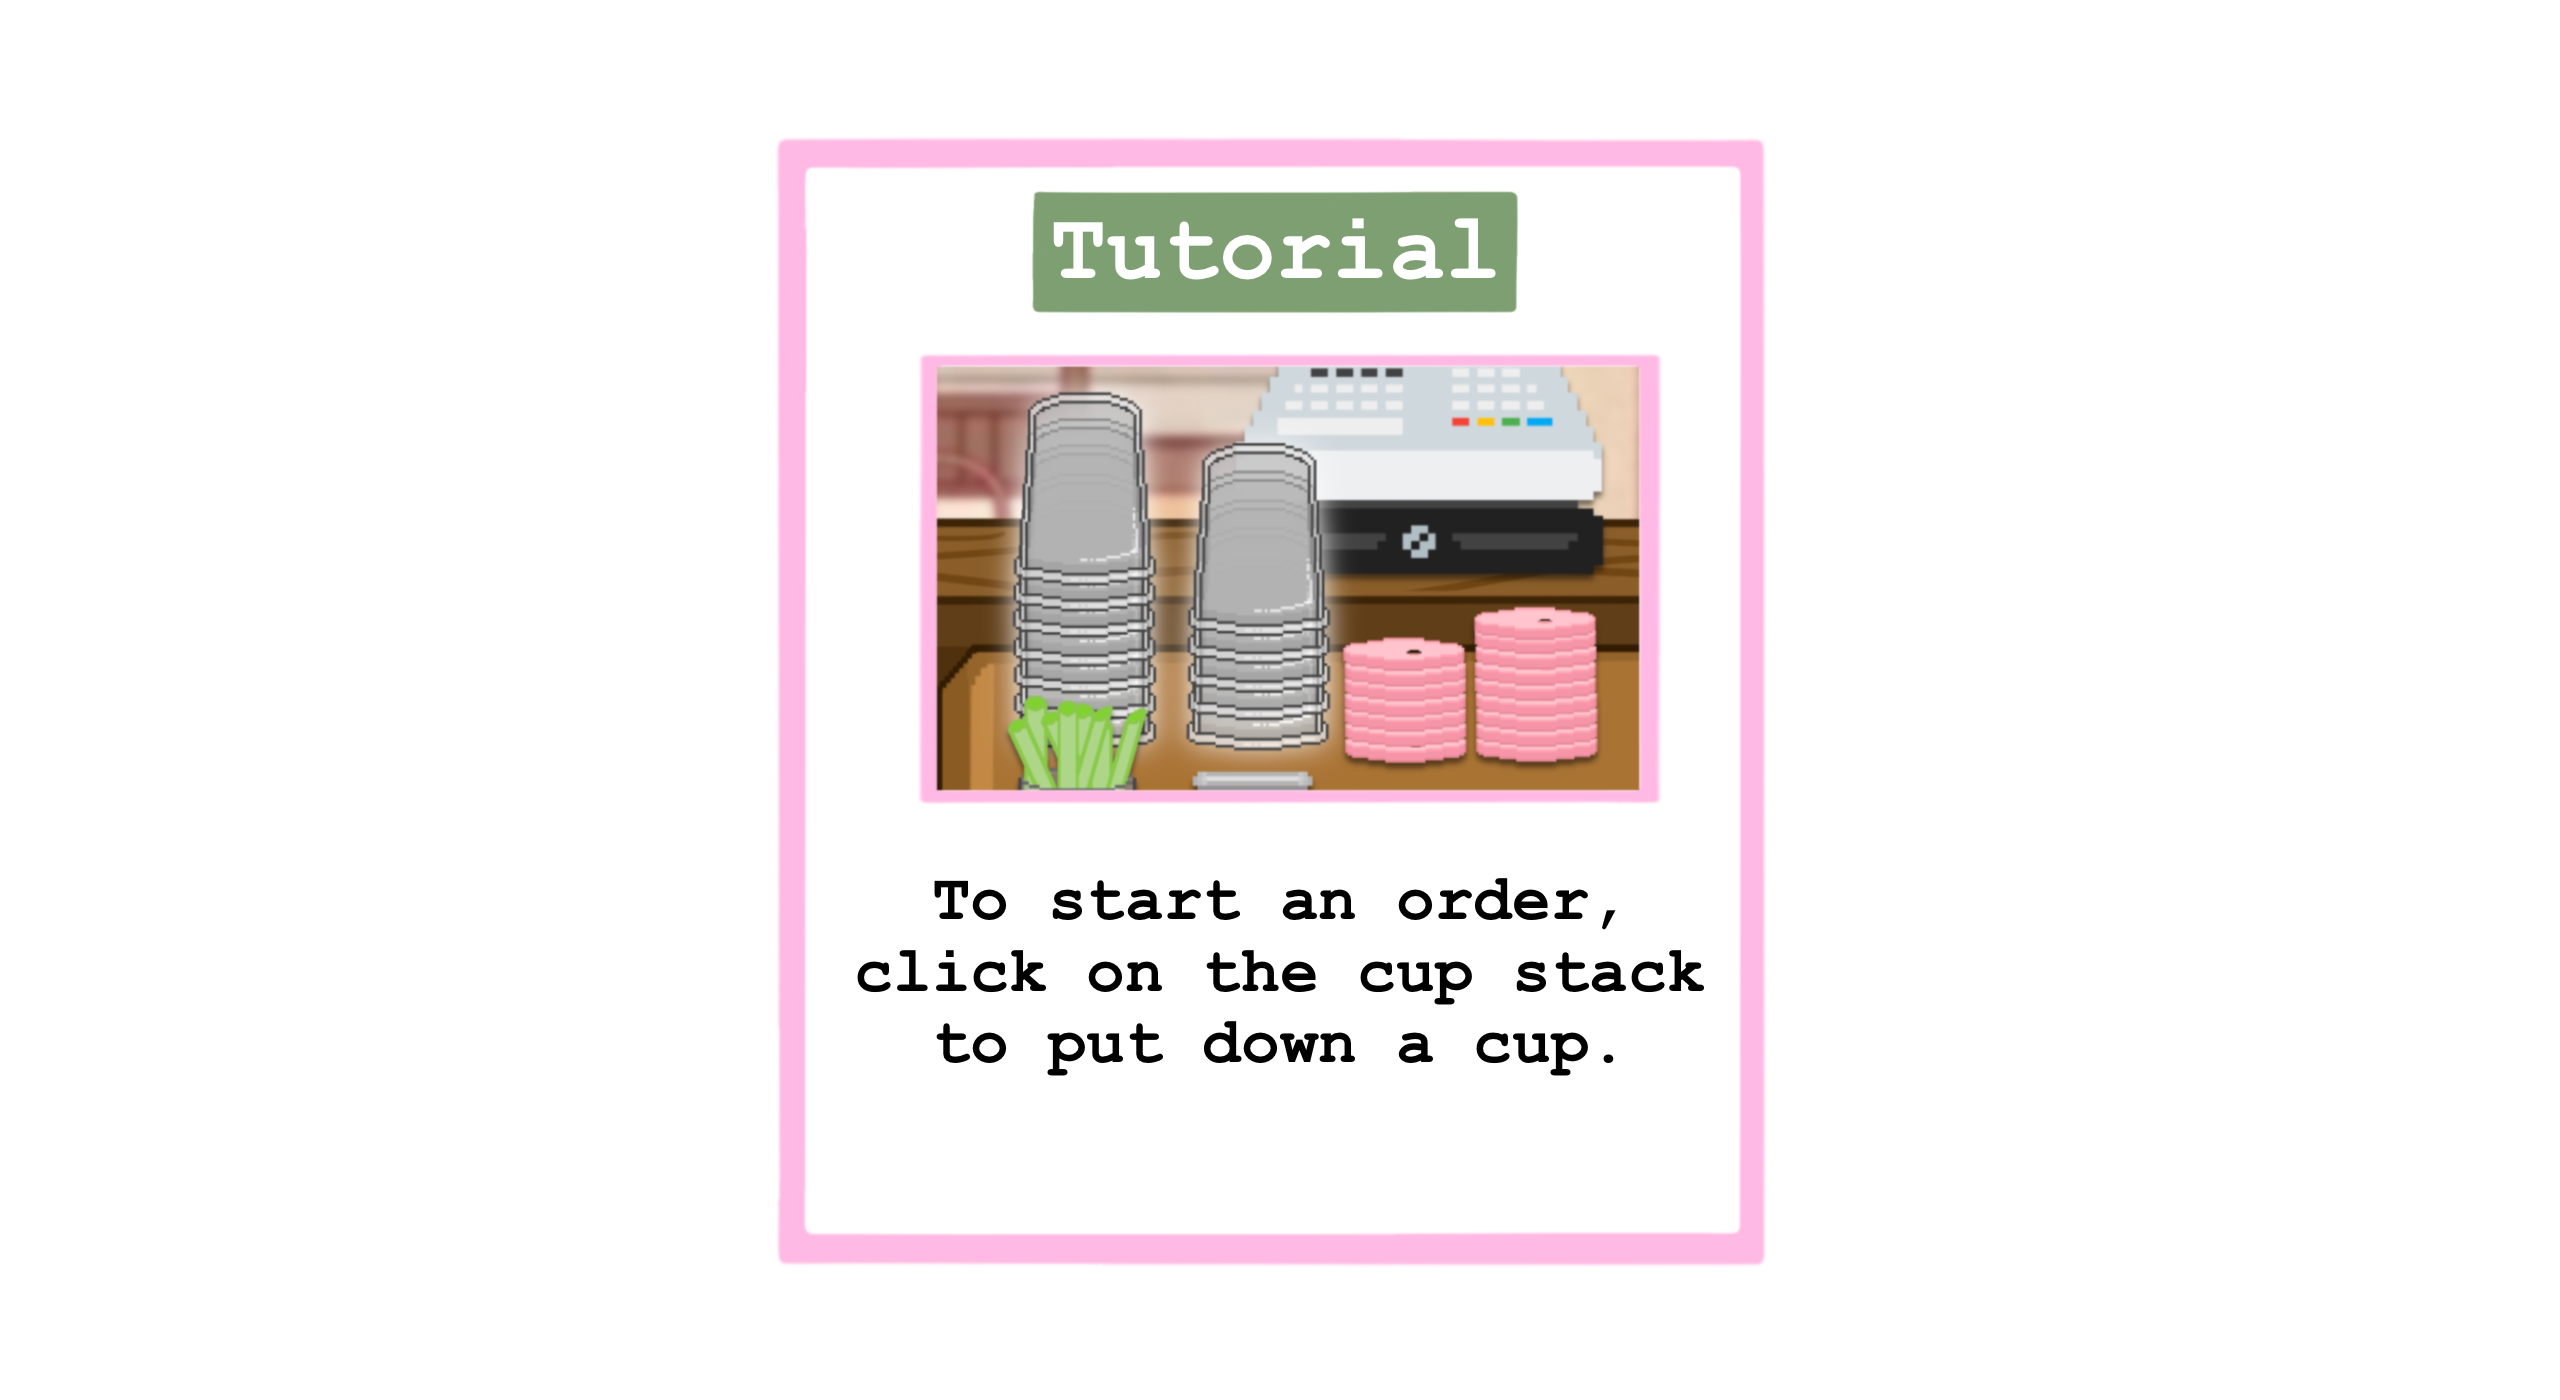 Tutorial
To start an order,
click on the cup stack
to put down a cup.